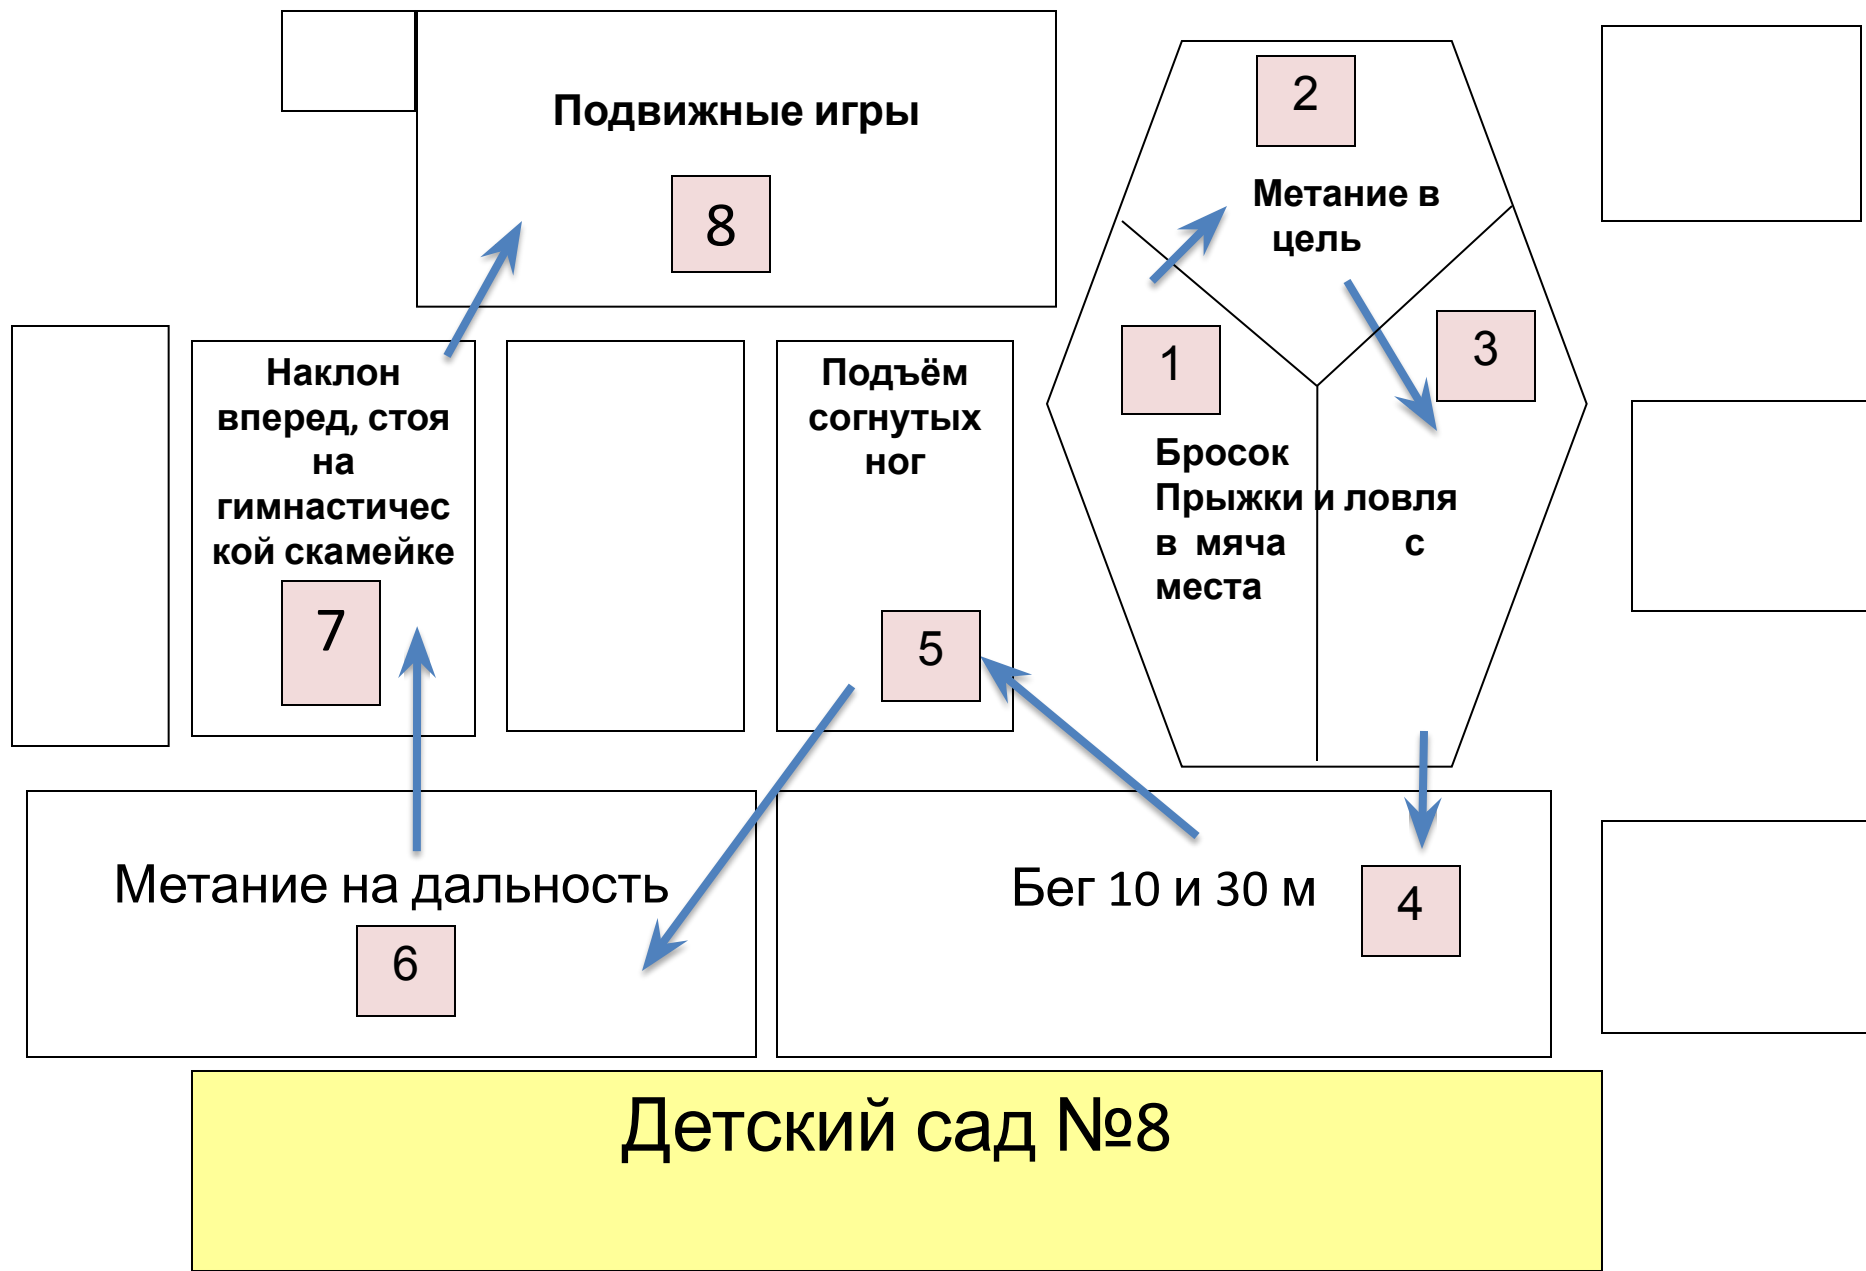 Подвижные игры
8
2
Метание в
цель
1
3
Бросок
Прыжки и ловля
в мяча с
места
Наклон
вперед, стоя
на
гимнастичес
кой скамейке
7
Подъём
согнутых
ног
5
Метание на дальность
6
Бег 10 и 30 м
4
Детский сад №8